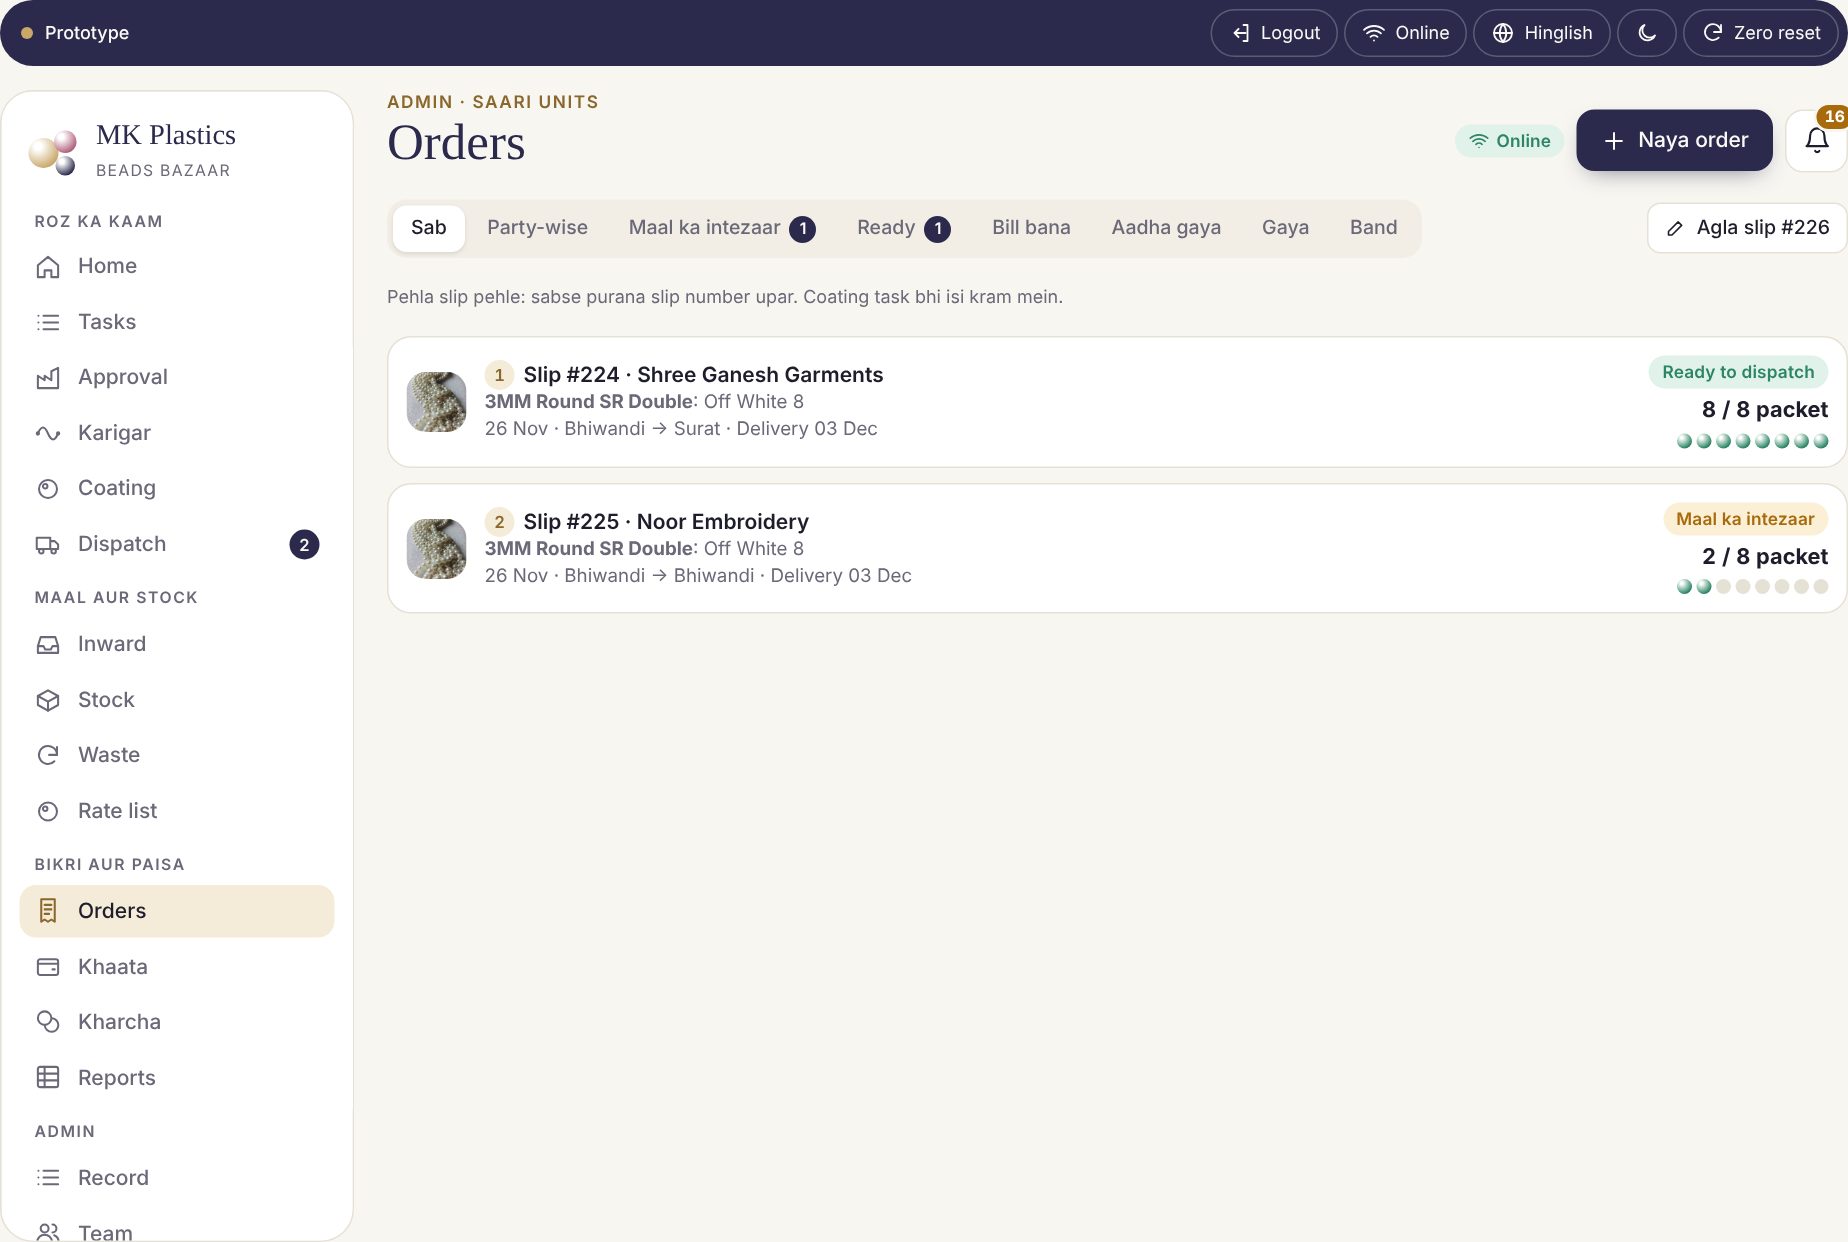 Prototype
Logout
Online
Hinglish
Zero reset
MK Plastics
BEADS BAZAAR
ROZ KA KAAM
Home
Tasks
Approval
Karigar
Coating
Dispatch 2
MAAL AUR STOCK
Inward
Stock
Waste
Rate list
BIKRI AUR PAISA
Orders
Khaata
Kharcha
Reports
ADMIN
Record
Team
ADMIN · SAARI UNITS
Orders
Online
+ Naya order
16
Sab
Party-wise
Maal ka intezaar 1
Ready 1
Bill bana
Aadha gaya
Gaya
Band
Agla slip #226
Pehla slip pehle: sabse purana slip number upar. Coating task bhi isi kram mein.
1 Slip #224 · Shree Ganesh Garments
3MM Round SR Double: Off White 8
26 Nov · Bhiwandi → Surat · Delivery 03 Dec
Ready to dispatch
8 / 8 packet
2 Slip #225 · Noor Embroidery
3MM Round SR Double: Off White 8
26 Nov · Bhiwandi → Bhiwandi · Delivery 03 Dec
Maal ka intezaar
2 / 8 packet